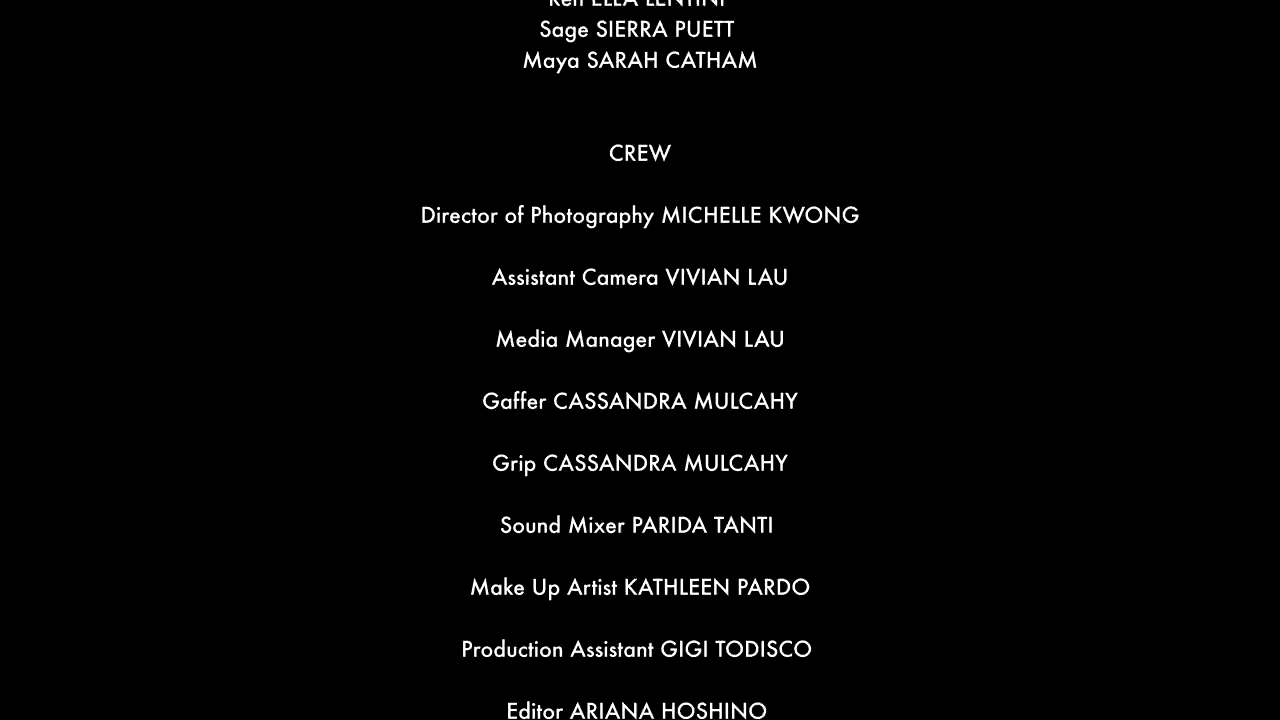 ELLA LENTINI
Sage SIERRA PUETT
Maya SARAH CATHAM
CREW
Director of Photography MICHELLE KWONG
Assistant Camera VIVIAN LAU
Media Manager VIVIAN LAU
Gaffer CASSANDRA MULCAHY
Grip CASSANDRA MULCAHY
Sound Mixer PARIDA TANTI
Make Up Artist KATHLEEN PARDO
Production Assistant GIGI TODISCO
Editor ARIANA HOSHINO